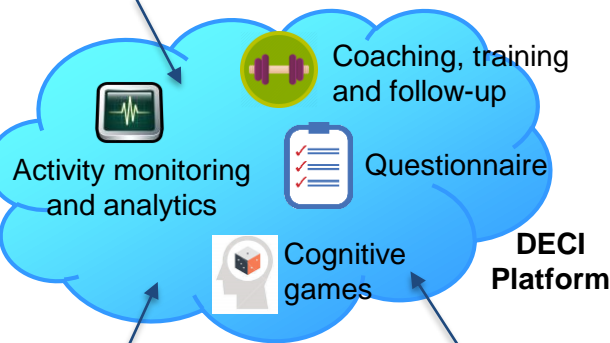 Coaching, training
and follow-up
Activity monitoring
and analytics
Questionnaire
Cognitive
games
DECI
Platform